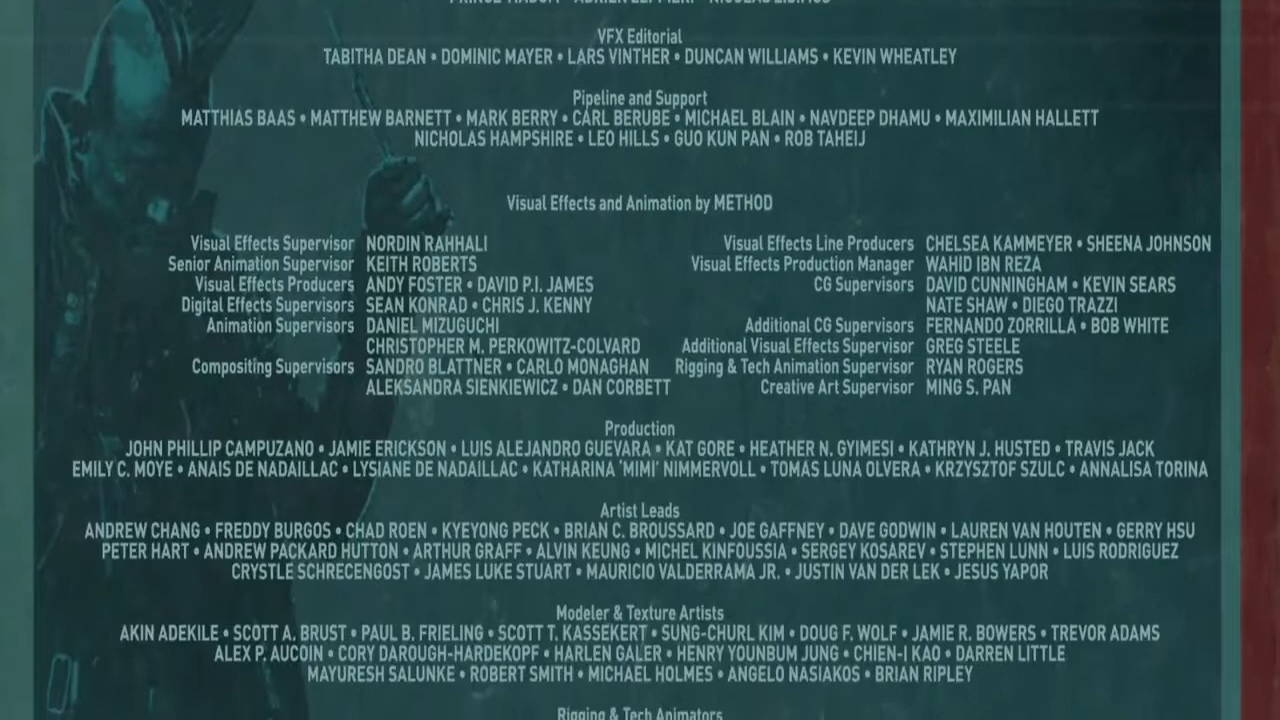 VFX Editorial
TABITHA DEAN • DOMINIC MAYER • LARS VINTHER • DUNCAN WILLIAMS • KEVIN WHEATLEY
Pipeline and Support
MATTHIAS BAAS • MATTHEW BARNETT • MARK BERRY • CARL BERUBE • MICHAEL BLAIN • NAVDEEP DHAMU • MAXIMILIAN HALLETT
NICHOLAS HAMPSHIRE • LEO HILLS • GUO KUN PAN • ROB TAHEIJ
Visual Effects and Animation by METHOD
Visual Effects Supervisor NORDIN RAHHALI
Senior Animation Supervisor KEITH ROBERTS
Visual Effects Producers ANDY FOSTER • DAVID P.I. JAMES
Digital Effects Supervisors SEAN KONRAD • CHRIS J. KENNY
Animation Supervisors DANIEL MIZUGUCHI
CHRISTOPHER M. PERKOWITZ-COLVARD
Compositing Supervisors SANDRO BLATTNER • CARLO MONAGHAN
ALEKSANDRA SIENKIEWICZ • DAN CORBETT
Visual Effects Line Producers CHELSEA KAMMEYER • SHEENA JOHNSON
Visual Effects Production Manager WAHID IBN REZA
CG Supervisors DAVID CUNNINGHAM • KEVIN SEARS
NATE SHAW • DIEGO TRAZZI
Additional CG Supervisors FERNANDO ZORRILLA • BOB WHITE
Additional Visual Effects Supervisor GREG STEELE
Rigging & Tech Animation Supervisor RYAN ROGERS
Creative Art Supervisor MING S. PAN
Production
JOHN PHILLIP CAMPUZANO • JAMIE ERICKSON • LUIS ALEJANDRO GUEVARA • KAT GORE • HEATHER N. GYIMESI • KATHRYN J. HUSTED • TRAVIS JACK
EMILY C. MOYE • ANAIS DE NADAILLAC • LYSIANE DE NADAILLAC • KATHARINA 'MIMI' NIMMERVOLL • TOMAS LUNA OLVERA • KRZYSZTOF SZULC • ANNALISA TORINA
Artist Leads
ANDREW CHANG • FREDDY BURGOS • CHAD ROEN • KYEYONG PECK • BRIAN C. BROUSSARD • JOE GAFFNEY • DAVE GODWIN • LAUREN VAN HOUTEN • GERRY HSU
PETER HART • ANDREW PACKARD HUTTON • ARTHUR GRAFF • ALVIN KEUNG • MICHEL KINFOUSSIA • SERGEY KOSAREV • STEPHEN LUNN • LUIS RODRIGUEZ
CRYSTLE SCHRECENGOST • JAMES LUKE STUART • MAURICIO VALDERRAMA JR. • JUSTIN VAN DER LEK • JESUS YAPOR
Modeler & Texture Artists
AKIN ADEKILE • SCOTT A. BRUST • PAUL B. FRIELING • SCOTT T. KASSEKERT • SUNG-CHURL KIM • DOUG F. WOLF • JAMIE R. BOWERS • TREVOR ADAMS
ALEX P. AUCOIN • CORY DAROUGH-HARDEKOPF • HARLEN GALER • HENRY YOUNBUM JUNG • CHIEN-I KAO • DARREN LITTLE
MAYURESH SALUNKE • ROBERT SMITH • MICHAEL HOLMES • ANGELO NASIAKOS • BRIAN RIPLEY
Rigging & Tech Animators